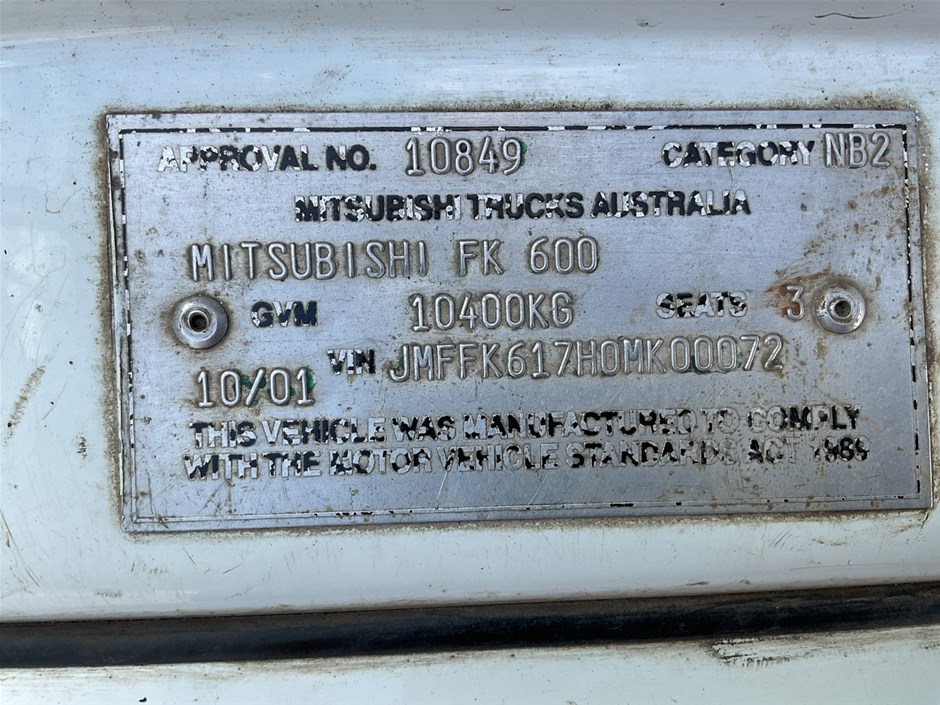 APPROVAL NO. 10849 CATEGORY NB2
MITSUBISHI TRUCKS AUSTRALIA
MITSUBISHI FK 600
GVM 10400KG SEATS 3
10/01 VIN JMFFK617H0MK00072
THIS VEHICLE WAS MANUFACTURED TO COMPLY
WITH THE MOTOR VEHICLE STANDARDS ACT 1989